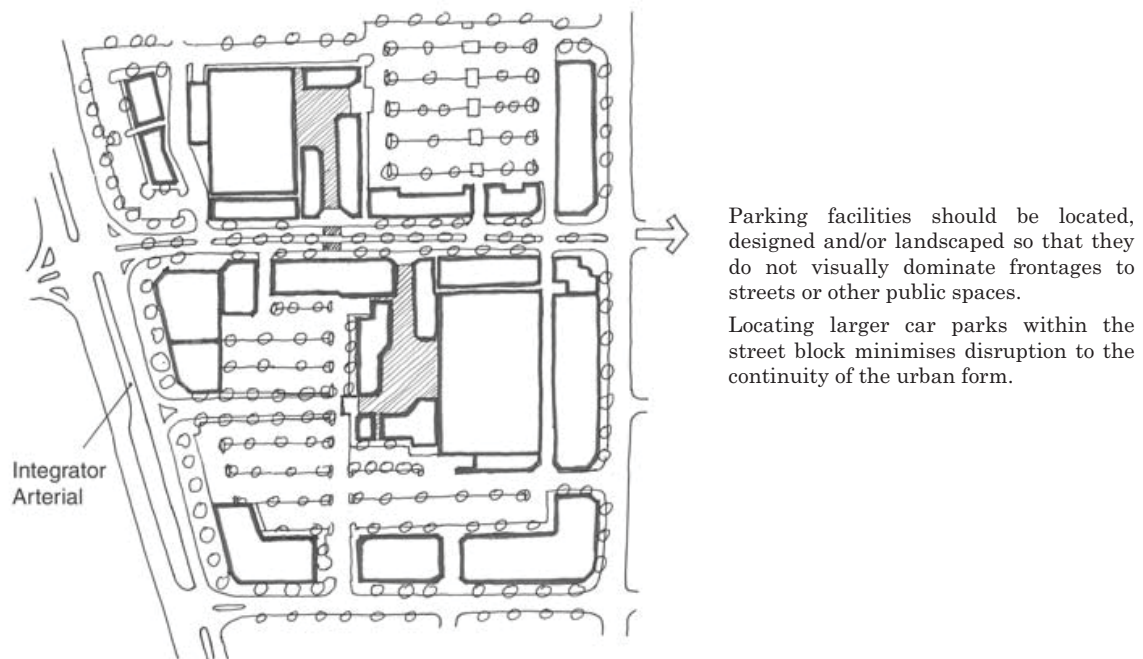 Integrator
Arterial
Parking facilities should be located,
designed and/or landscaped so that they
do not visually dominate frontages to
streets or other public spaces.
Locating larger car parks within the
street block minimises disruption to the
continuity of the urban form.